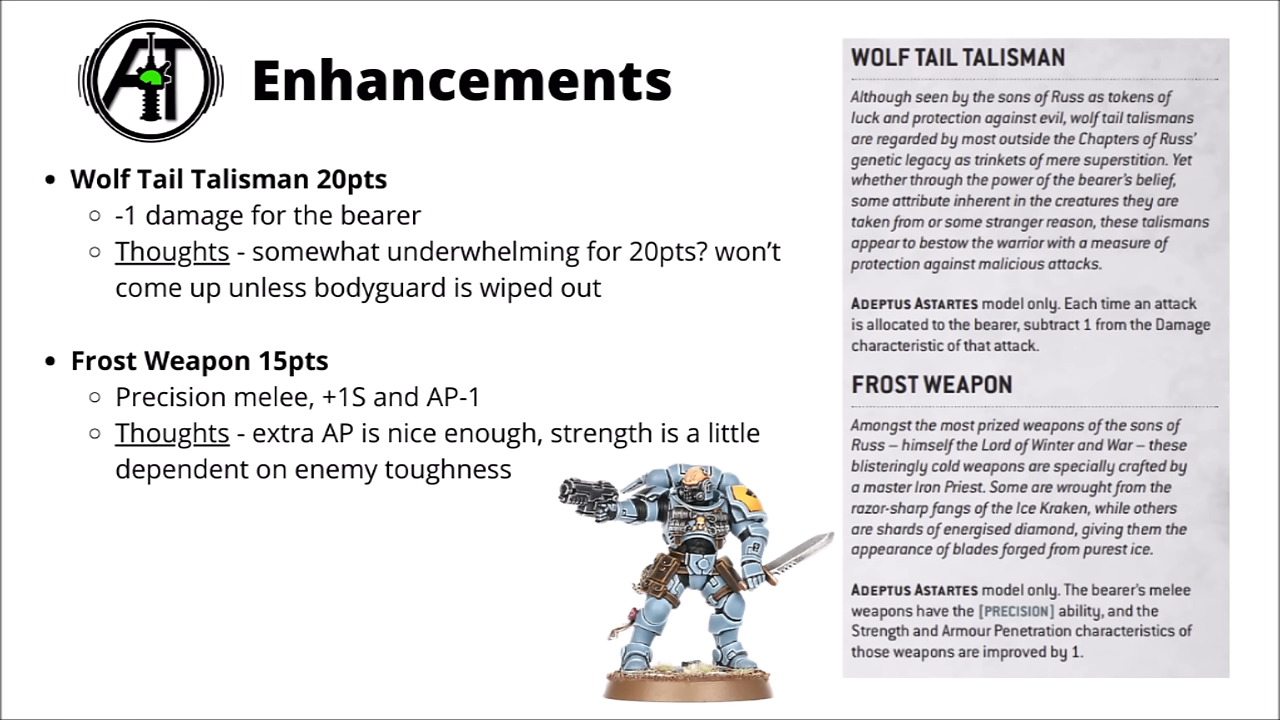 AT
Enhancements
• Wolf Tail Talisman 20pts
○ -1 damage for the bearer
○ Thoughts - somewhat underwhelming for 20pts? won’t
come up unless bodyguard is wiped out
• Frost Weapon 15pts
○ Precision melee, +1S and AP-1
○ Thoughts - extra AP is nice enough, strength is a little
dependent on enemy toughness
WOLF TAIL TALISMAN
Although seen by the sons of Russ as tokens of
luck and protection against evil, wolf tail talismans
are regarded by most outside the Chapters of Russ’
genetic legacy as trinkets of mere superstition. Yet
whether through the power of the bearer’s belief,
some attribute inherent in the creatures they are
taken from or some stranger reason, these talismans
appear to bestow the warrior with a measure of
protection against malicious attacks.
ADEPTUS ASTARTES model only. Each time an attack
is allocated to the bearer, subtract 1 from the Damage
characteristic of that attack.
FROST WEAPON
Amongst the most prized weapons of the sons of
Russ – himself the Lord of Winter and War – these
blisteringly cold weapons are specially crafted by
a master Iron Priest. Some are wrought from the
razor-sharp fangs of the Ice Kraken, while others
are shards of energised diamond, giving them the
appearance of blades forged from purest ice.
ADEPTUS ASTARTES model only. The bearer’s melee
weapons have the [PRECISION] ability, and the
Strength and Armour Penetration characteristics of
those weapons are improved by 1.